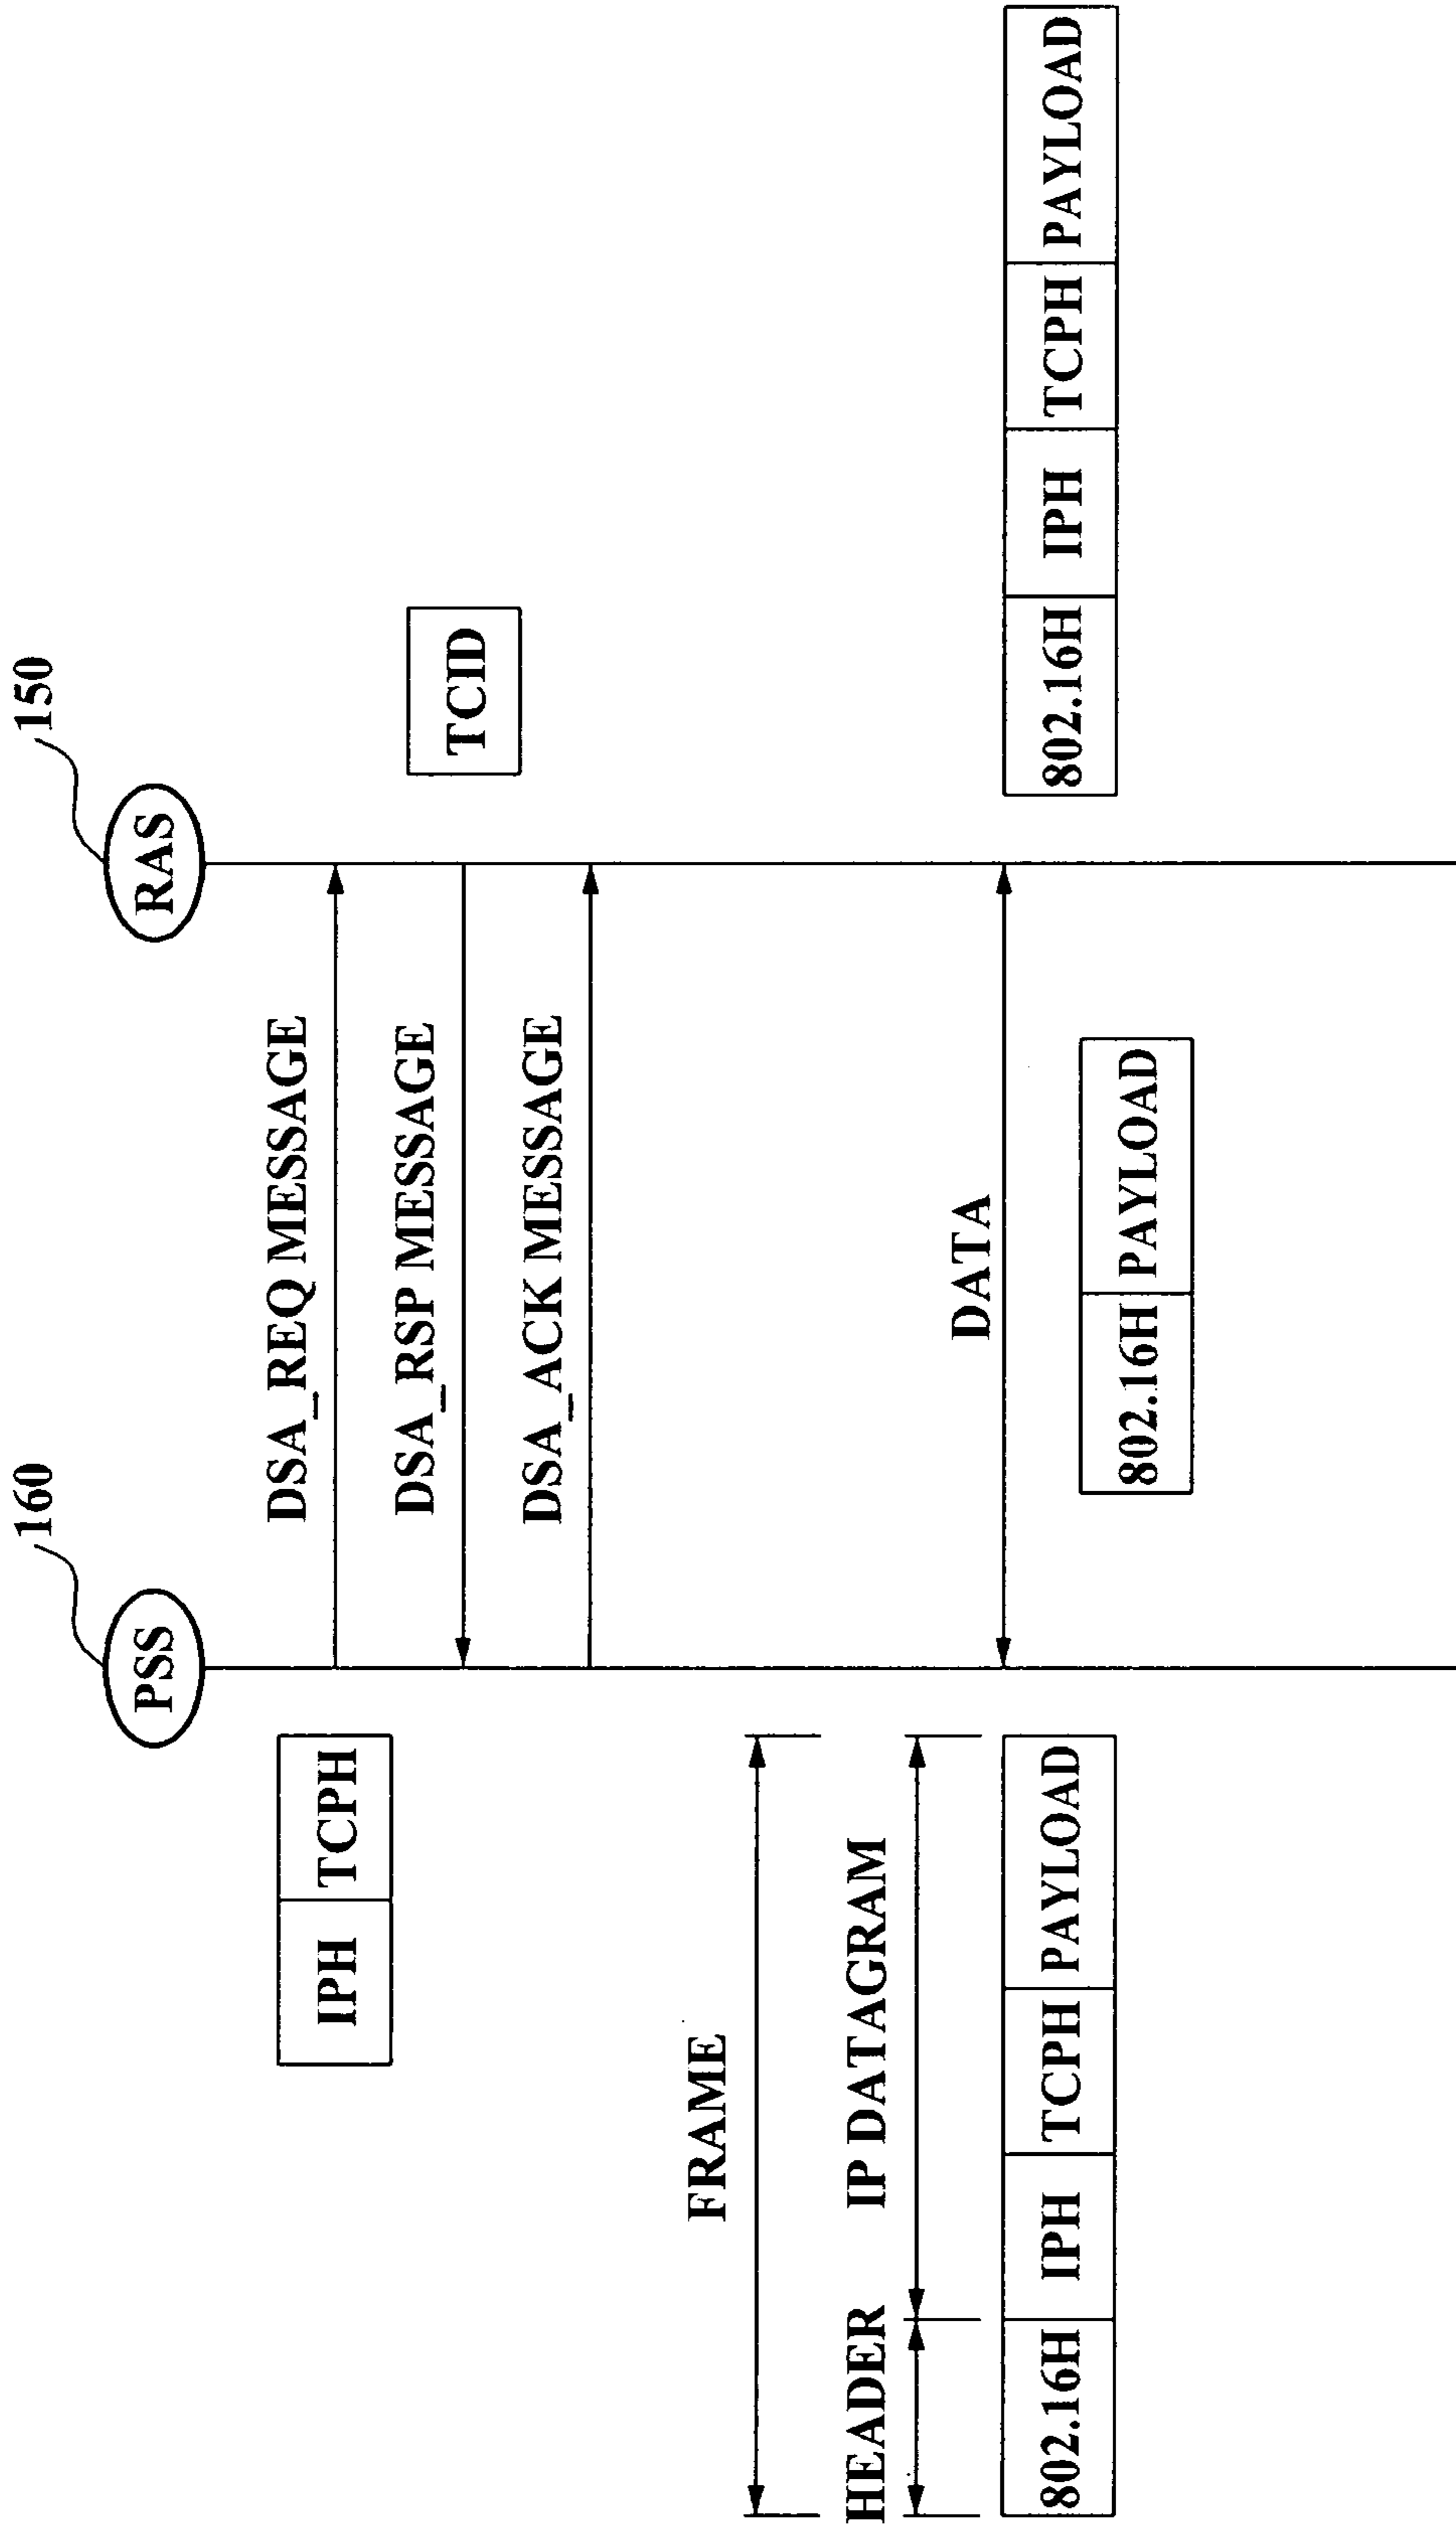 160
150
PSS
RAS
IPH TCPH
DSA_REQ MESSAGE
DSA_RSP MESSAGE
TCID
DSA_ACK MESSAGE
FRAME
HEADER IP DATAGRAM
DATA
802.16H IPH TCPH PAYLOAD
802.16H IPH TCPH PAYLOAD
802.16H PAYLOAD